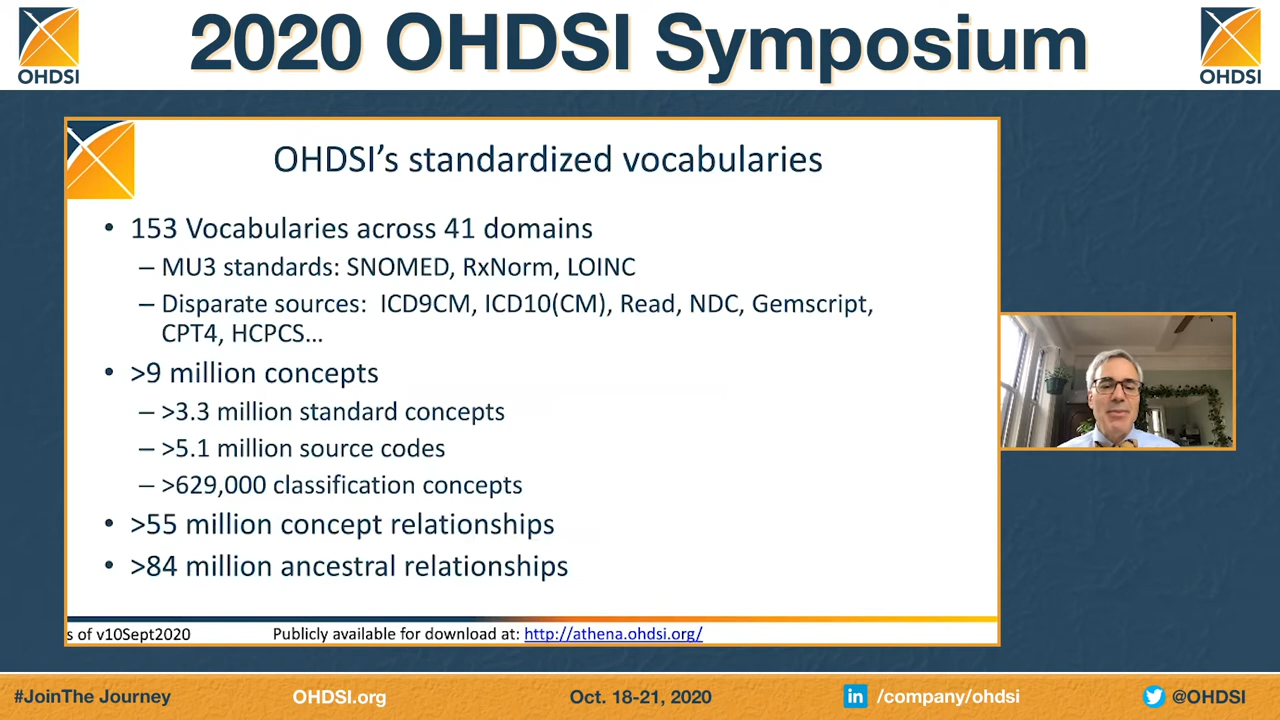 2020 OHDSI Symposium
OHDSI
OHDSI
OHDSI's standardized vocabularies
• 153 Vocabularies across 41 domains
– MU3 standards: SNOMED, RxNorm, LOINC
– Disparate sources: ICD9CM, ICD10(CM), Read, NDC, Gemscript,
CPT4, HCPCS...
• >9 million concepts
– >3.3 million standard concepts
– >5.1 million source codes
– >629,000 classification concepts
• >55 million concept relationships
• >84 million ancestral relationships
s of v10Sept2020
Publicly available for download at: http://athena.ohdsi.org/
#JoinThe Journey
OHDSI.org
Oct. 18-21, 2020
in /company/ohdsi
@OHDSI